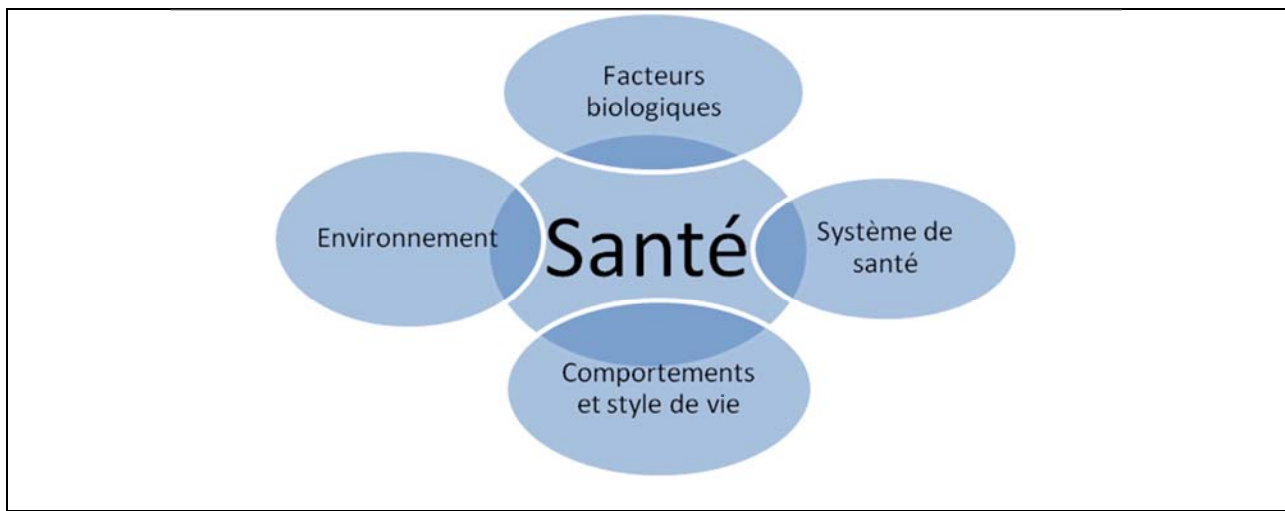 Facteurs
biologiques
Environnement
Santé
Système de
santé
Comportements
et style de vie